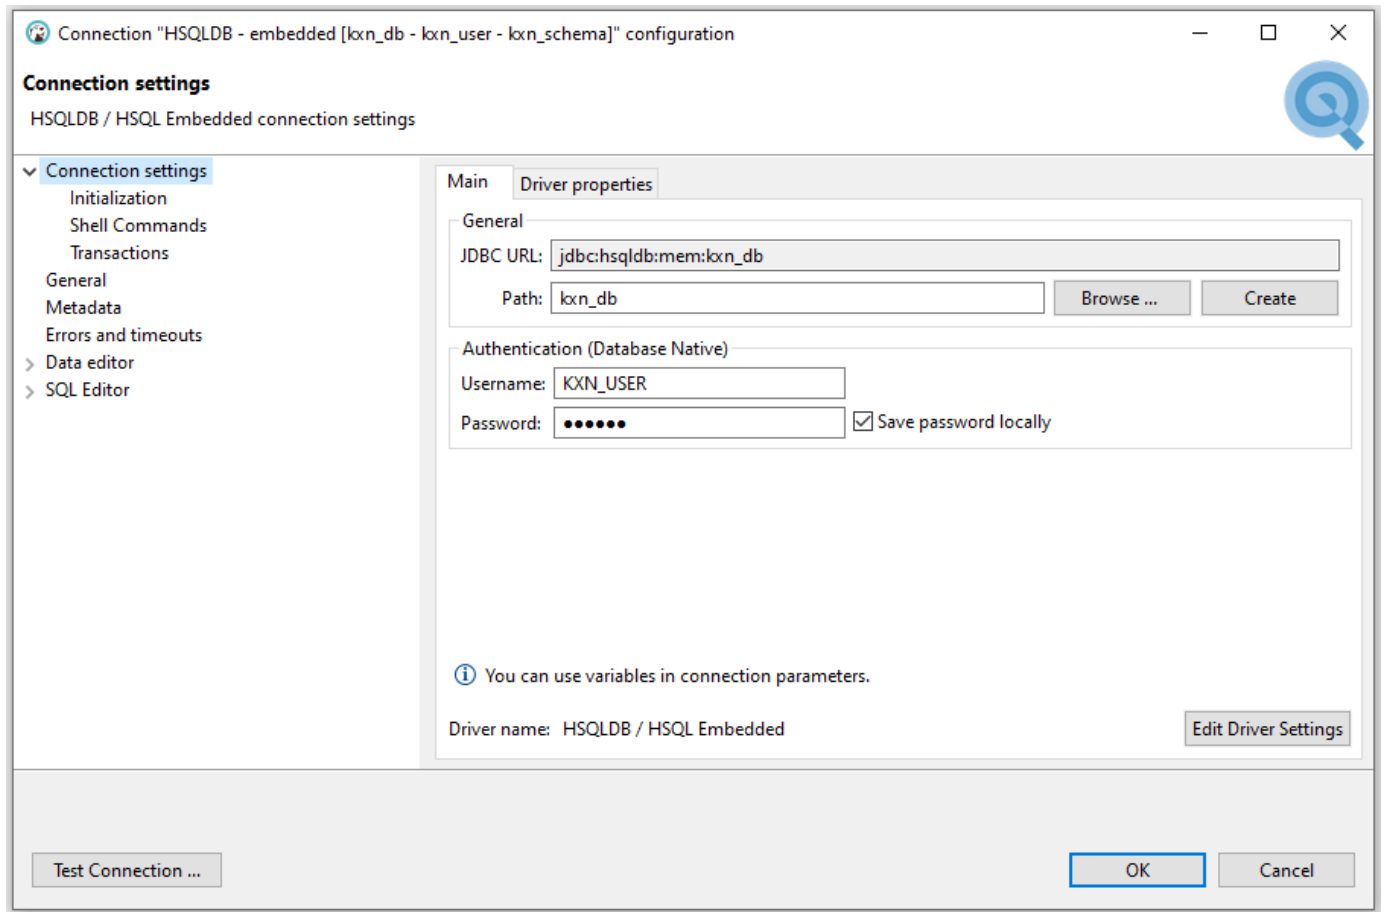 Connection "HSQLDB - embedded [kxn_db - kxn_user - kxn_schema]" configuration
Connection settings
HSQLDB / HSQL Embedded connection settings
Connection settings
Initialization
Shell Commands
Transactions
General
Metadata
Errors and timeouts
Data editor
SQL Editor
Main
Driver properties
General
JDBC URL: jdbc:hsqldb:mem:kxn_db
Path: kxn_db Browse ... Create
Authentication (Database Native)
Username: KXN_USER
Password: •••••• Save password locally
You can use variables in connection parameters.
Driver name: HSQLDB / HSQL Embedded Edit Driver Settings
Test Connection ... OK Cancel